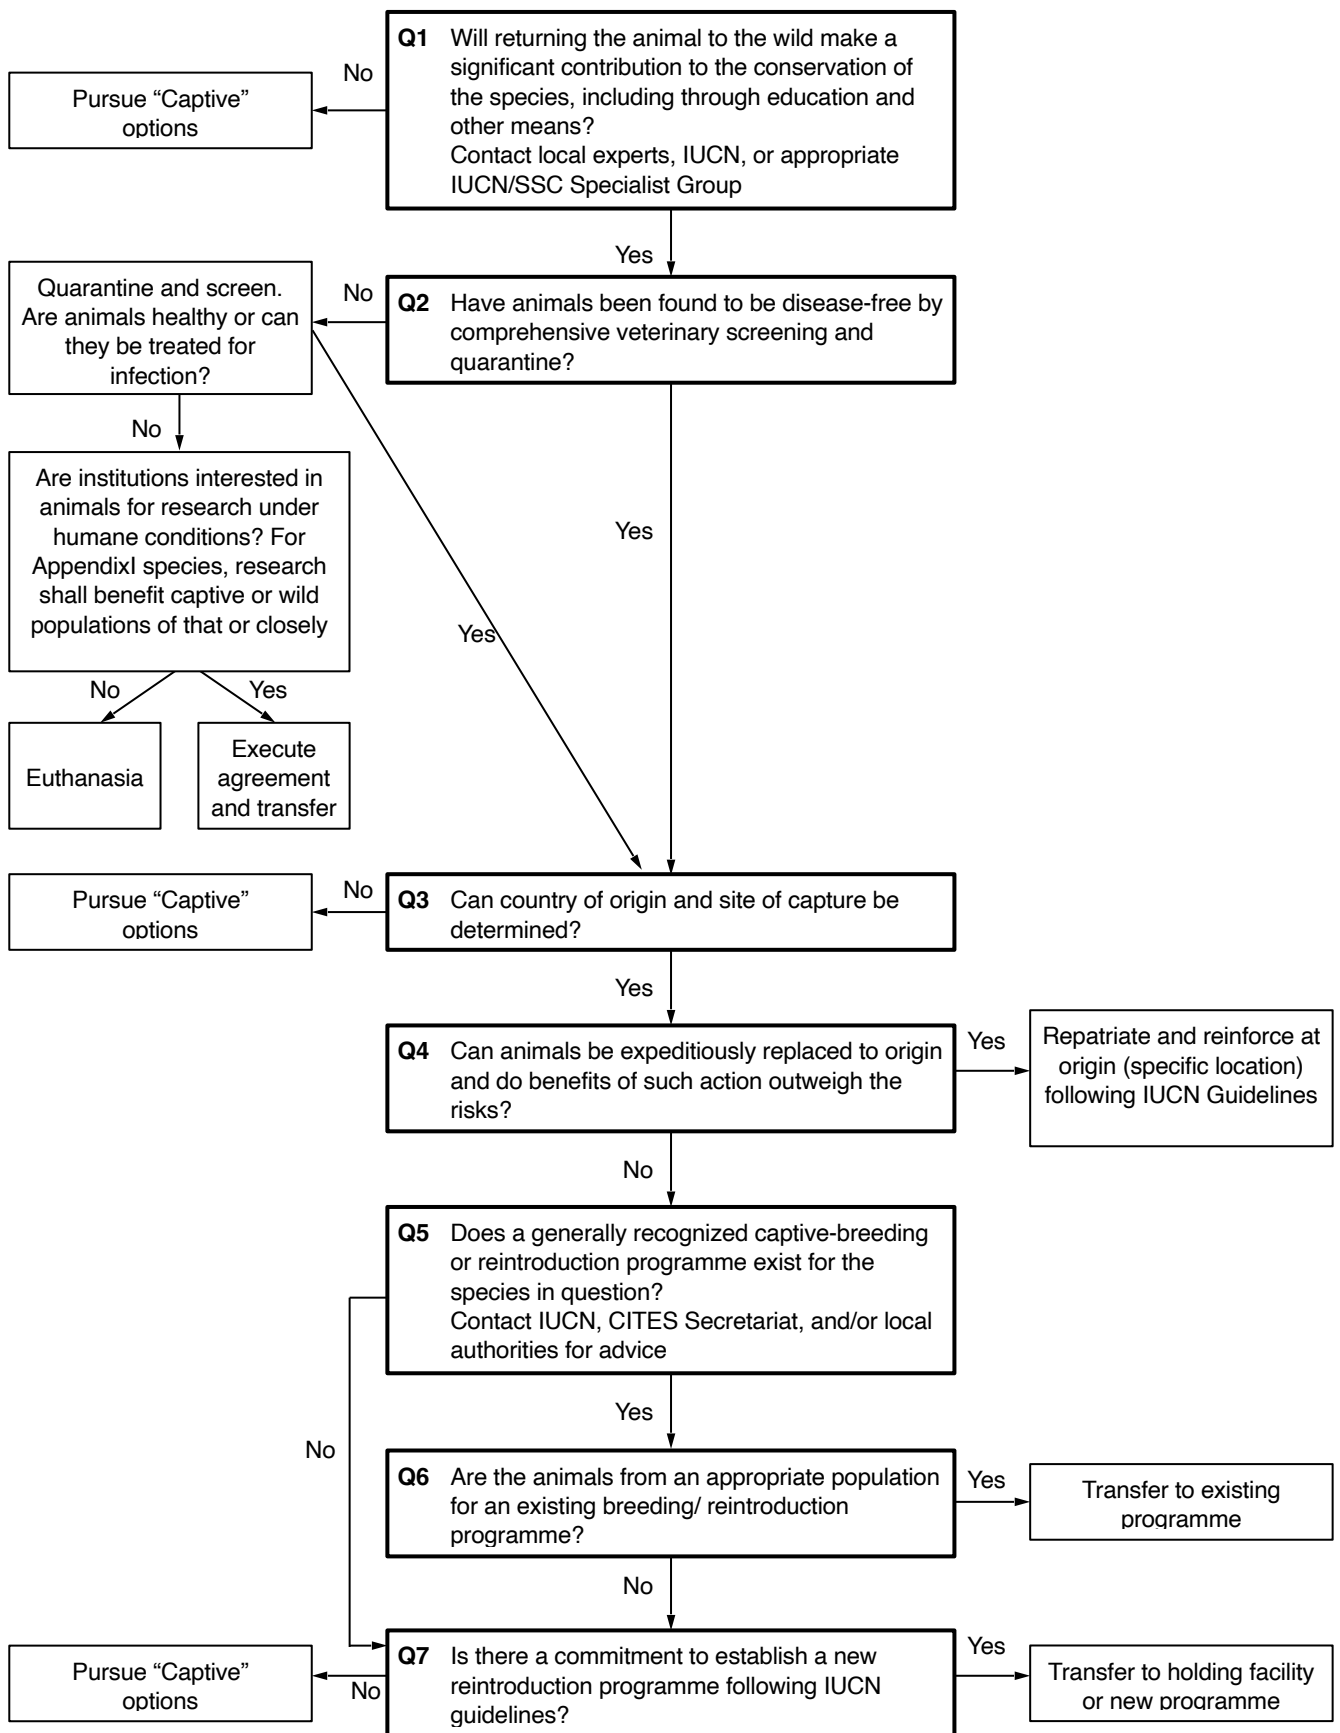 Q1 Will returning the animal to the wild make a
significant contribution to the conservation of
the species, including through education and
other means?
Contact local experts, IUCN, or appropriate
IUCN/SSC Specialist Group
No
Pursue “Captive”
options
Yes
Q2 Have animals been found to be disease-free by
comprehensive veterinary screening and
quarantine?
No
Quarantine and screen.
Are animals healthy or can
they be treated for
infection?
No
Are institutions interested in
animals for research under
humane conditions? For
AppendixI species, research
shall benefit captive or wild
populations of that or closely
No
Yes
Euthanasia
Execute
agreement
and transfer
Yes
Yes
Q3 Can country of origin and site of capture be
determined?
No
Pursue “Captive”
options
Yes
Q4 Can animals be expeditiously replaced to origin
and do benefits of such action outweigh the
risks?
Yes
Repatriate and reinforce at
origin (specific location)
following IUCN Guidelines
No
Q5 Does a generally recognized captive-breeding
or reintroduction programme exist for the
species in question?
Contact IUCN, CITES Secretariat, and/or local
authorities for advice
Yes
No
Q6 Are the animals from an appropriate population
for an existing breeding/ reintroduction
programme?
Yes
Transfer to existing
programme
No
Q7 Is there a commitment to establish a new
reintroduction programme following IUCN
guidelines?
No
Pursue “Captive”
options
Yes
Transfer to holding facility
or new programme